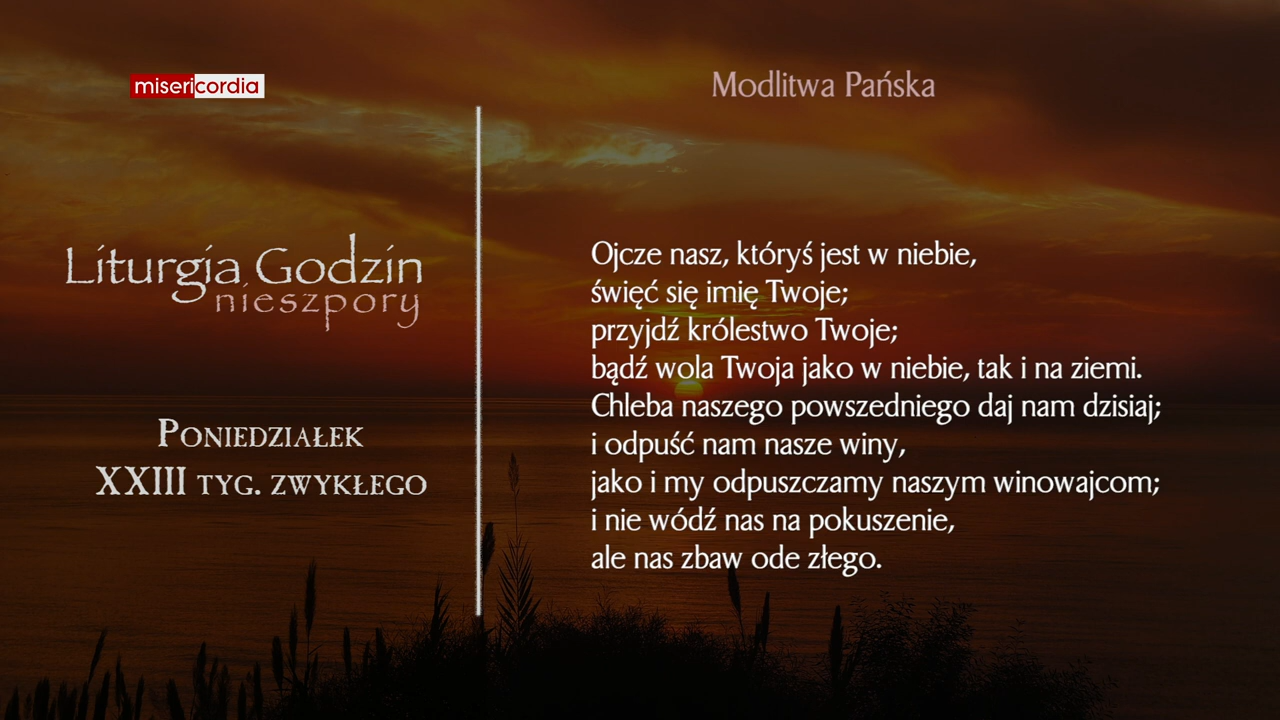 misericordia
Liturgia Godzin
nieszpory
Poniedziałek
XXIII tyg. zwykłego
Modlitwa Pańska
Ojcze nasz, któryś jest w niebie,
święć się imię Twoje;
przyjdź królestwo Twoje;
bądź wola Twoja jako w niebie, tak i na ziemi.
Chleba naszego powszedniego daj nam dzisiaj;
i odpuść nam nasze winy,
jako i my odpuszczamy naszym winowajcom;
i nie wódź nas na pokuszenie,
ale nas zbaw ode złego.